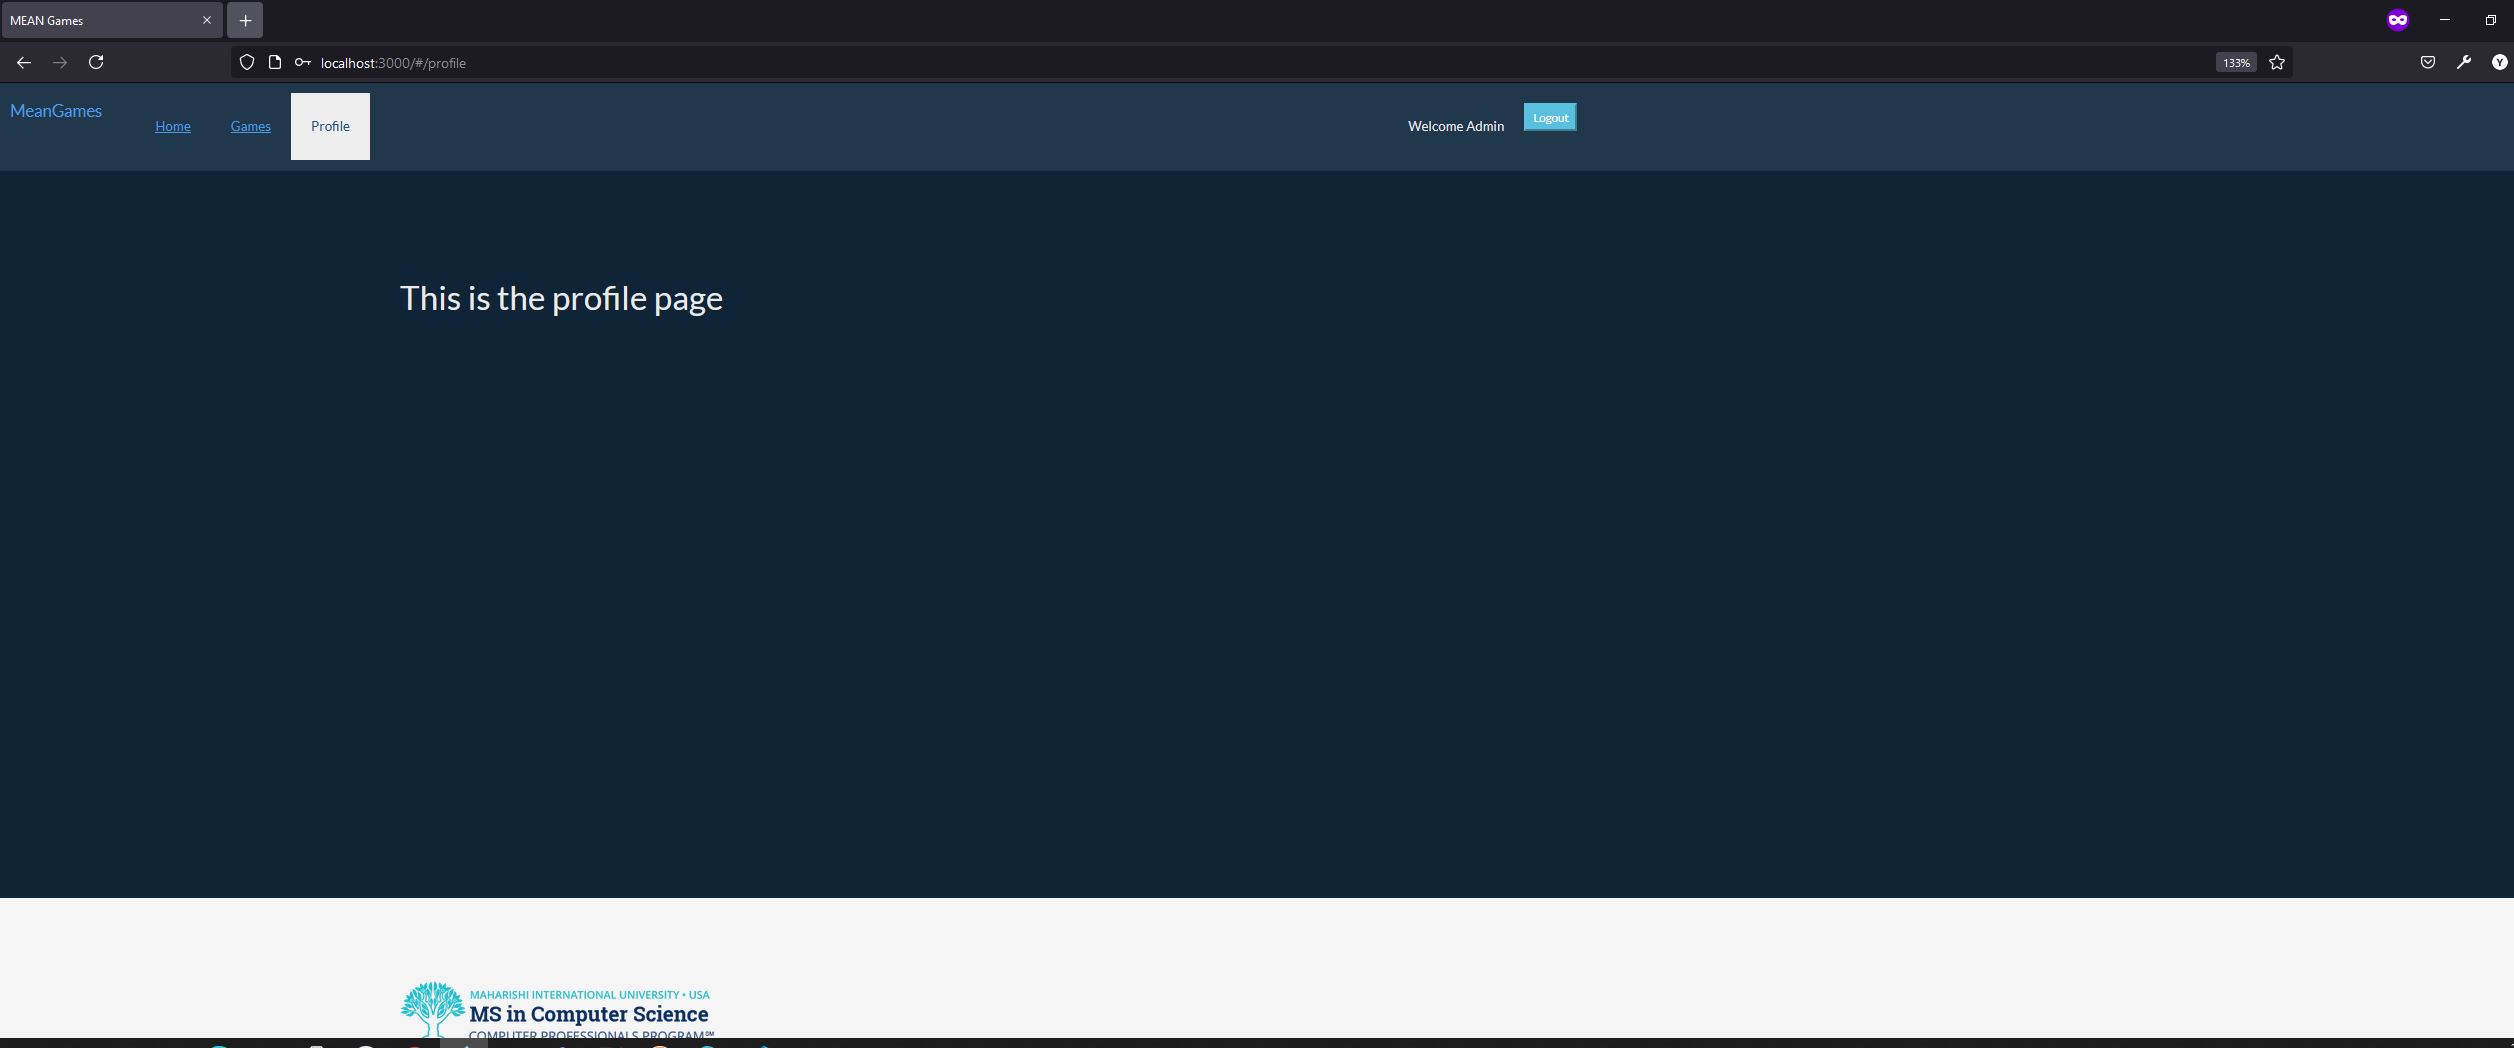 MEAN Games
localhost:3000/#/profile
133%
Y
MeanGames
Home
Games
Profile
Welcome Admin
Logout
This is the profile page
MAHARISHI INTERNATIONAL UNIVERSITY • USA
MS in Computer Science
COMPUTER PROFESSIONALS PROGRAM℠